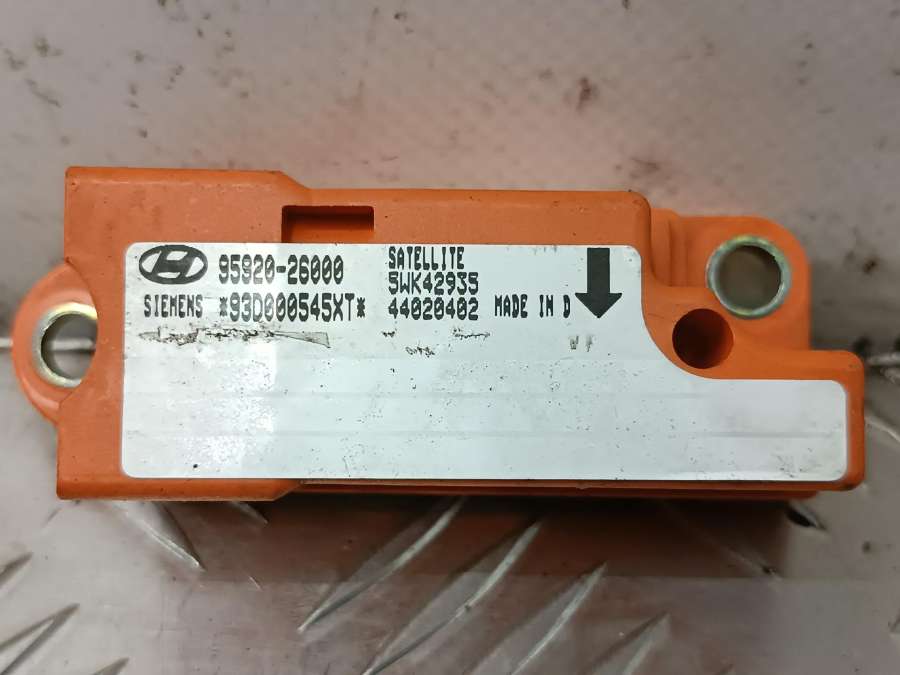 95920-26000
SIEMENS *93D000545XT*
SATELLITE
5WK42935
44020402 MADE IN D